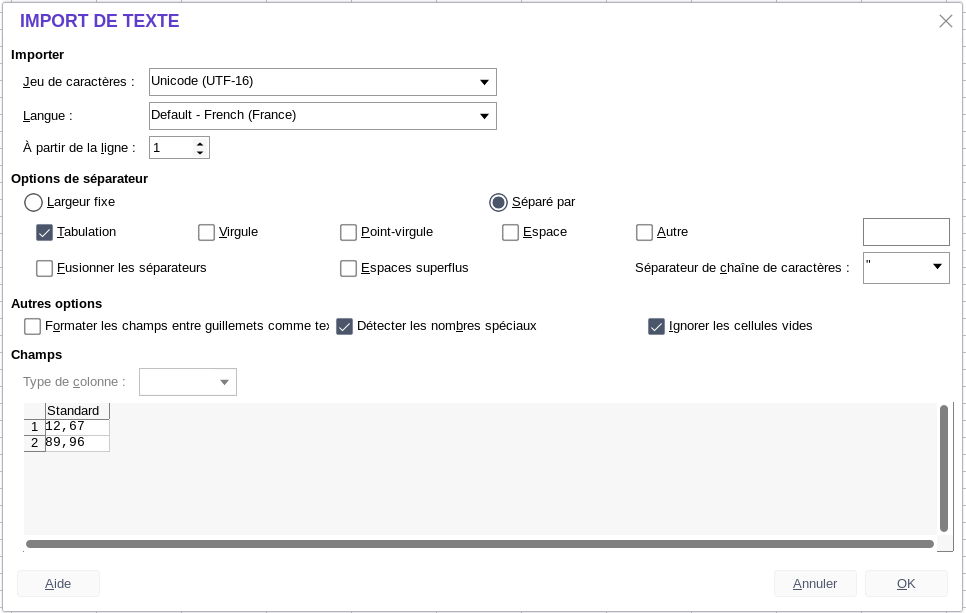 IMPORT DE TEXTE
Importer
Jeu de caractères : Unicode (UTF-16)
Langue : Default - French (France)
À partir de la ligne : 1
Options de séparateur
Largeur fixe Séparé par
Tabulation Virgule Point-virgule Espace Autre
Fusionner les séparateurs Espaces superflus Séparateur de chaîne de caractères : "
Autres options
Formater les champs entre guillemets comme tex Détecter les nombres spéciaux Ignorer les cellules vides
Champs
Type de colonne :
Standard
1 12,67
2 89,96
Aide Annuler OK